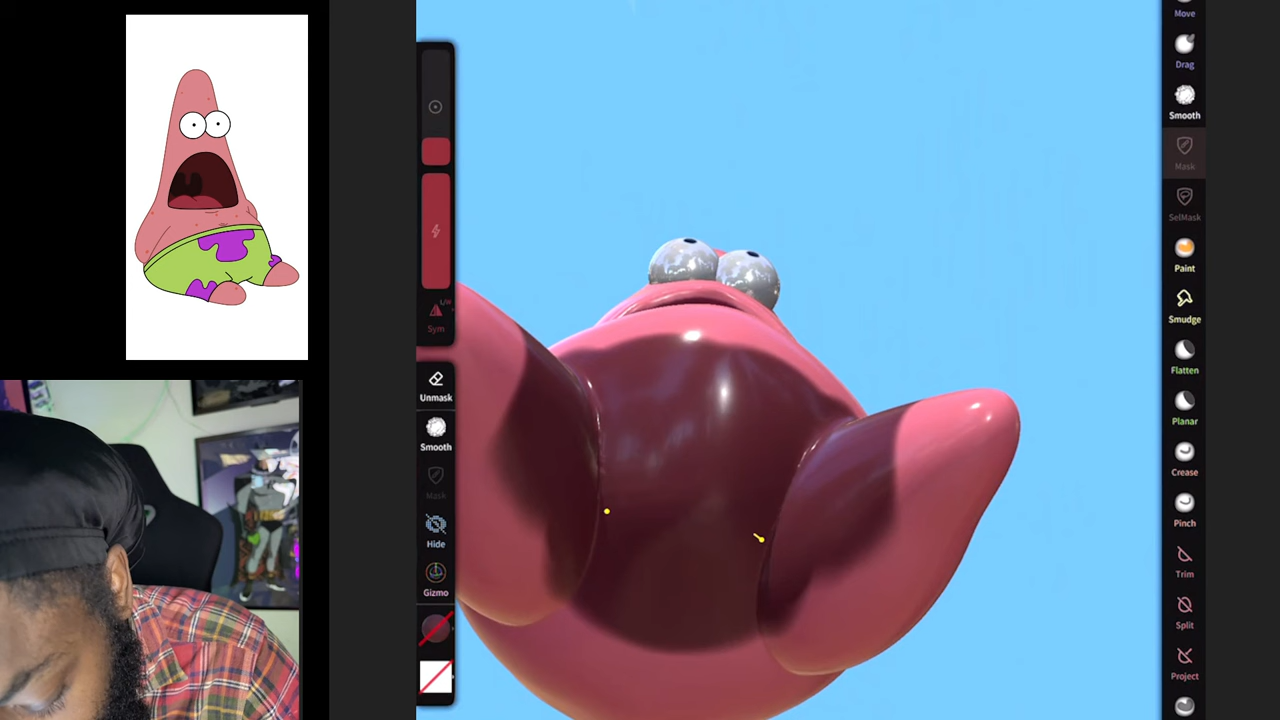 Sym
Unmask
Smooth
Mask
Hide
Gizmo
Move
Drag
Smooth
Mask
SelMask
Paint
Smudge
Flatten
Planar
Crease
Pinch
Trim
Split
Project